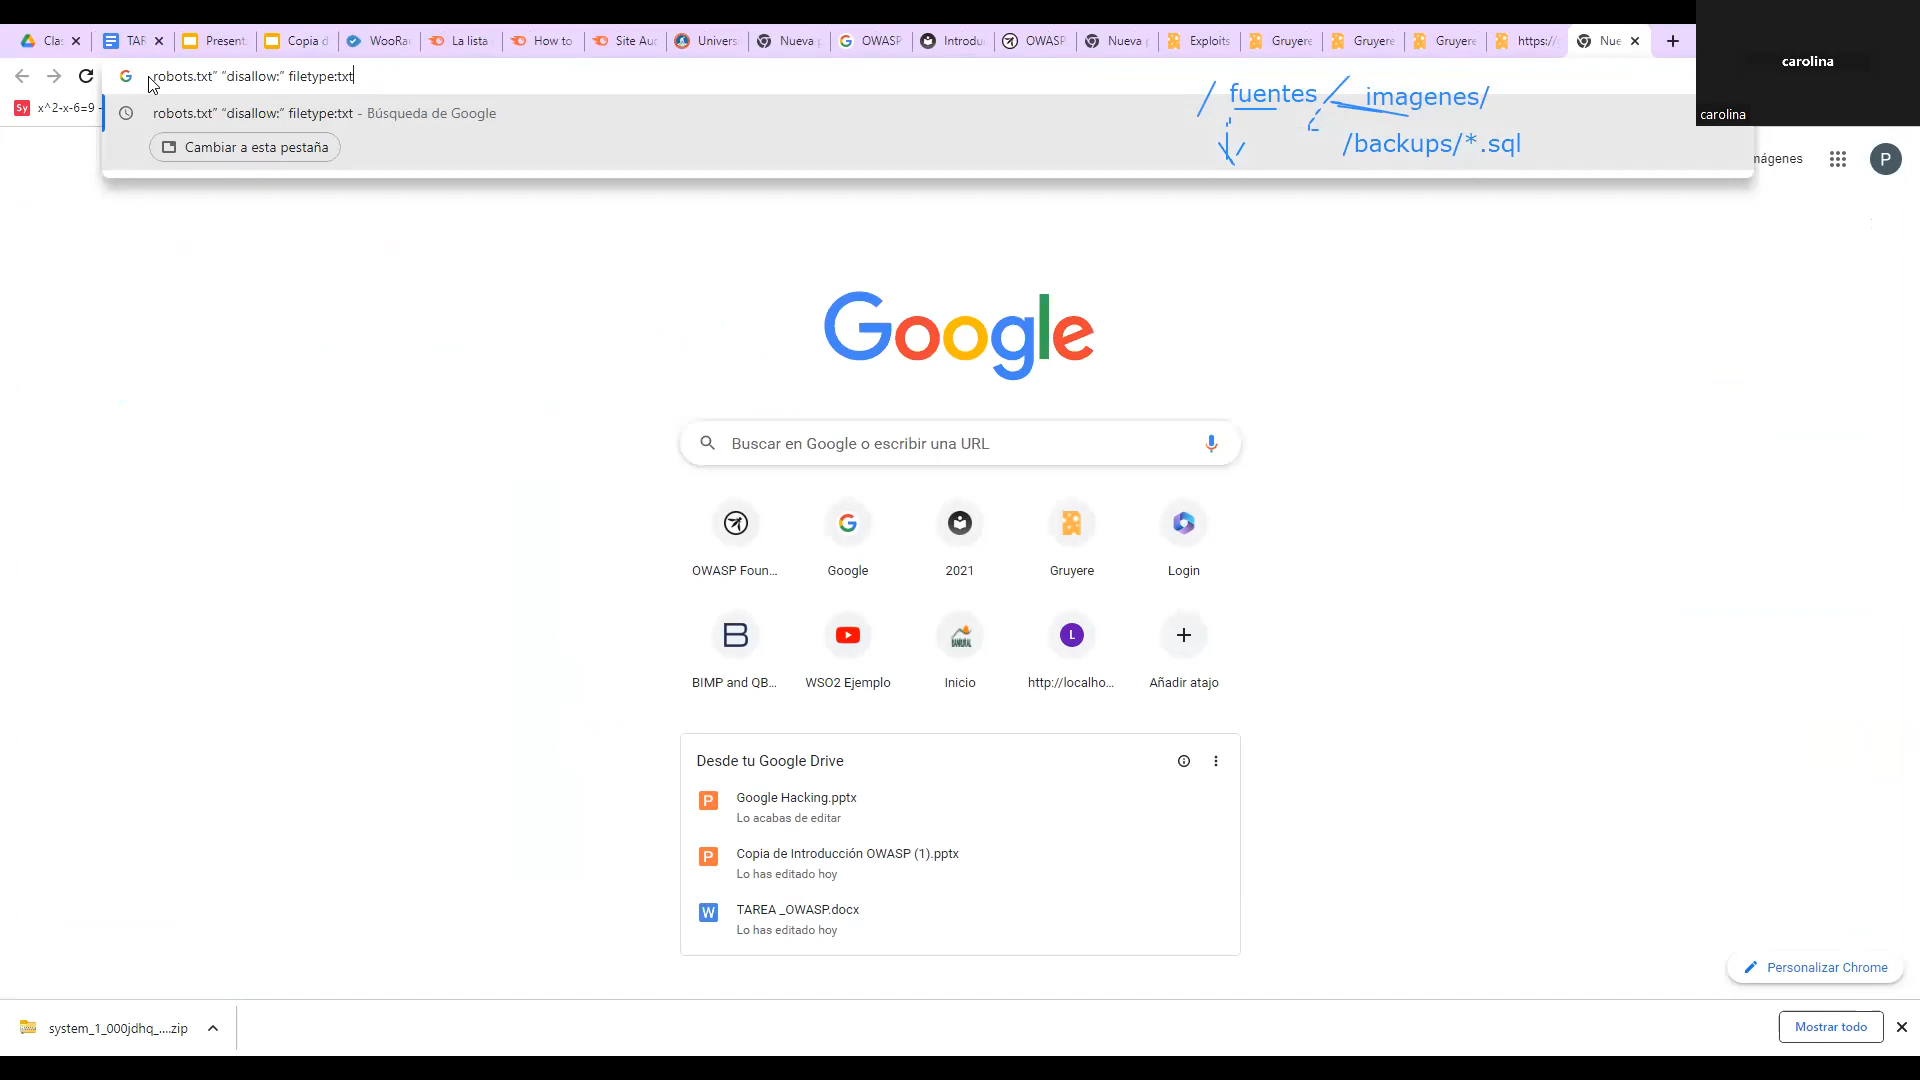 Cla
TAR
Present
Copia d
WooRa
La lista
How to
Site Au
Univers
Nueva
OWASP
Introdu
OWASP
Nueva
Exploits
Gruyere
Gruyere
Gruyere
https://
Nue
carolina
carolina
robots.txt” “disallow:” filetype:txt
Sy x^2-x-6=9 -
robots.txt” “disallow:” filetype:txt - Búsqueda de Google
Cambiar a esta pestaña
/ fuentes / imagenes/
/backups/*.sql
mágenes
P
Google
Buscar en Google o escribir una URL
OWASP Foun...
Google
2021
Gruyere
Login
BIMP and QB...
WSO2 Ejemplo
BANRURAL
Inicio
L
http://localho...
Añadir atajo
Desde tu Google Drive
P Google Hacking.pptx
Lo acabas de editar
P Copia de Introducción OWASP (1).pptx
Lo has editado hoy
W TAREA _OWASP.docx
Lo has editado hoy
Personalizar Chrome
system_1_000jdhq_....zip
Mostrar todo